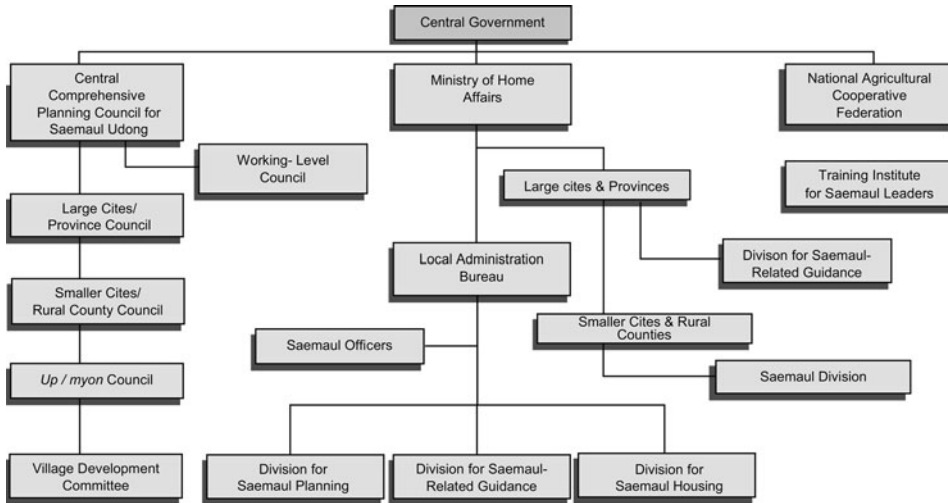 Central Government
Central
Comprehensive
Planning Council for
Saemaul Udong
Ministry of Home
Affairs
National Agricultural
Cooperative
Federation
Working- Level
Council
Large cites & Provinces
Training Institute
for Saemaul Leaders
Large Cites/
Province Council
Local Administration
Bureau
Divison for Saemaul-
Related Guidance
Smaller Cites/
Rural County Council
Smaller Cites & Rural
Counties
Saemaul Officers
Up / myon Council
Saemaul Division
Village Development
Committee
Division for
Saemaul Planning
Division for Saemaul-
Related Guidance
Division for
Saemaul Housing